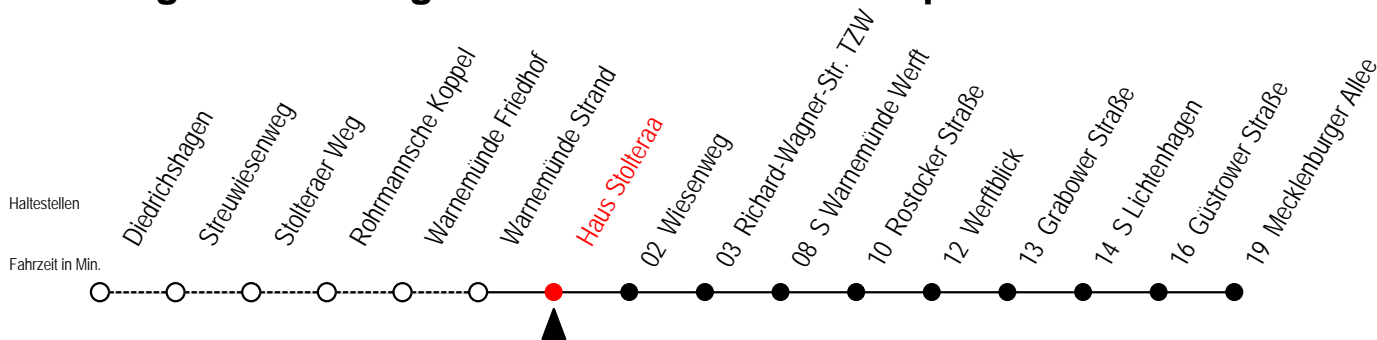 Haltestellen
Fahrzeit in Min.
Diedrichshagen
Streuwiesenweg
Stolteraer Weg
Rohrmannsche Koppel
Warnemünde Friedhof
Warnemünde Strand
Haus Stolteraa
02 Wiesenweg
03 Richard-Wagner-Str. TZW
08 S Warnemünde Werft
10 Rostocker Straße
12 Werftblick
13 Grabower Straße
14 S Lichtenhagen
16 Güstrower Straße
19 Mecklenburger Allee